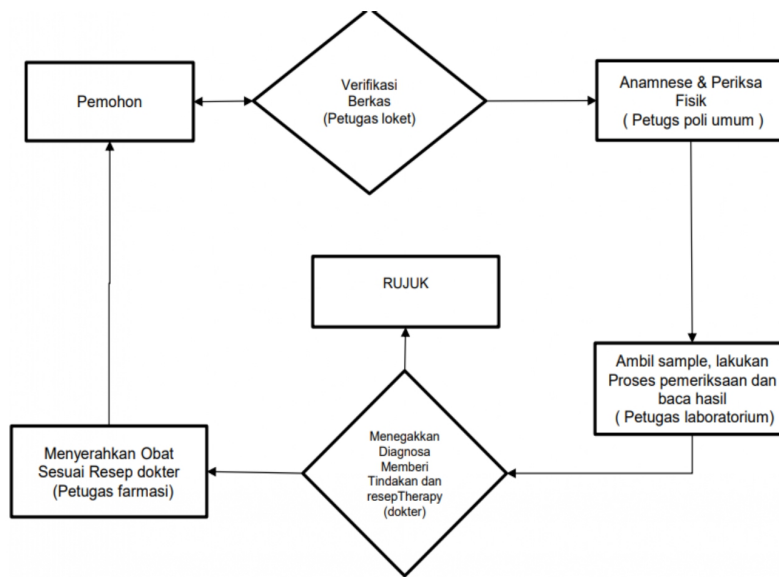 Pemohon
Verifikasi
Berkas
(Petugas loket)
Anamnese & Periksa
Fisik
( Petugs poli umum )
RUJUK
Ambil sample, lakukan
Proses pemeriksaan dan
baca hasil
( Petugas laboratorium)
Menegakkan
Diagnosa
Memberi
Tindakan dan
resepTherapy
(dokter)
Menyerahkan Obat
Sesuai Resep dokter
(Petugas farmasi)